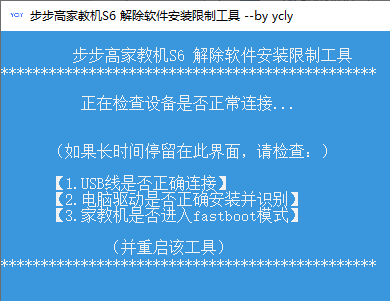 YCLY 步步高家教机S6 解除软件安装限制工具 --by ycly
步步高家教机S6 解除软件安装限制工具
***********************************************
正在检查设备是否正常连接...
（如果长时间停留在此界面，请检查：）
【1.USB线是否正确连接】
【2.电脑驱动是否正确安装并识别】
【3.家教机是否进入fastboot模式】
（并重启该工具）
***********************************************